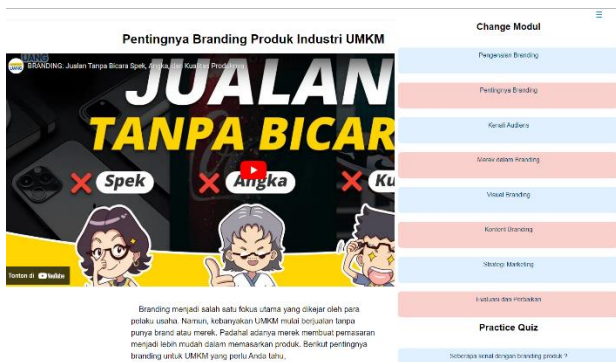 Pentingnya Branding Produk Industri UMKM
UANG
BRANDING: Jualan Tanpa Bicara Spek, Angka, dan Kualitas Produknya
JUALAN
TANPA BICAR
Spek
Angka
Ku
Tonton di YouTube
Branding menjadi salah satu fokus utama yang dikejar oleh para
pelaku usaha. Namun, kebanyakan UMKM mulai berjualan tanpa
punya brand atau merek. Padahal adanya merek membuat pemasaran
menjadi lebih mudah dalam memasarkan produk. Berikut pentingnya
branding untuk UMKM yang perlu Anda tahu,
Change Modul
Pengenalan Branding
Pentingnya Branding
Kenali Audiens
Merek dalam Branding
Visual Branding
Konten Branding
Strategi Marketing
Evaluasi dan Perbaikan
Practice Quiz
Seberapa kenal dengan branding produk ?